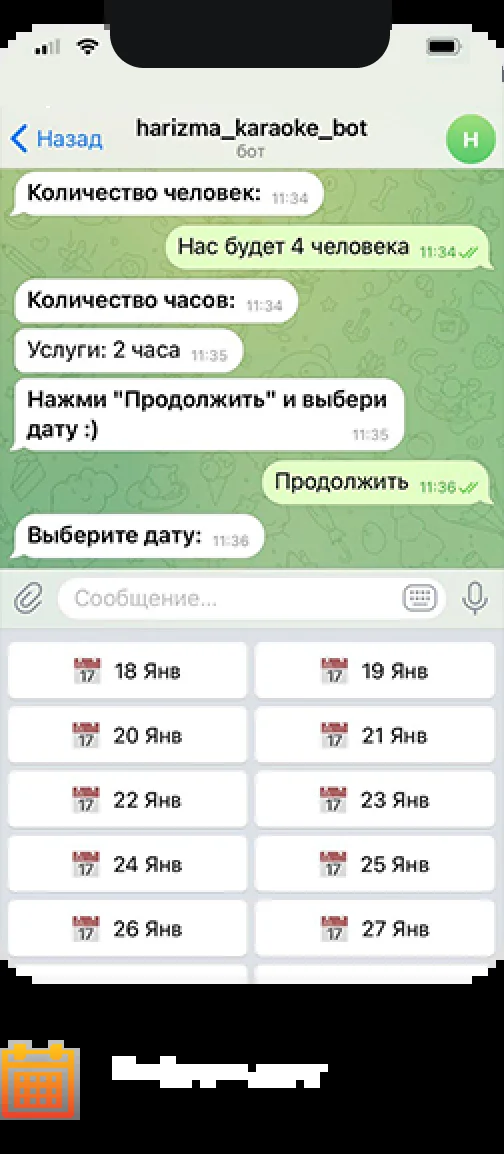 Назад
harizma_karaoke_bot
бот
H
Количество человек: 11:34
Нас будет 4 человека 11:34
Количество часов: 11:34
Услуги: 2 часа 11:35
Нажми "Продолжить" и выбери
дату :) 11:35
Продолжить 11:36
Выберите дату: 11:36
Сообщение...
17 18 Янв
17 19 Янв
17 20 Янв
17 21 Янв
17 22 Янв
17 23 Янв
17 24 Янв
17 25 Янв
17 26 Янв
17 27 Янв